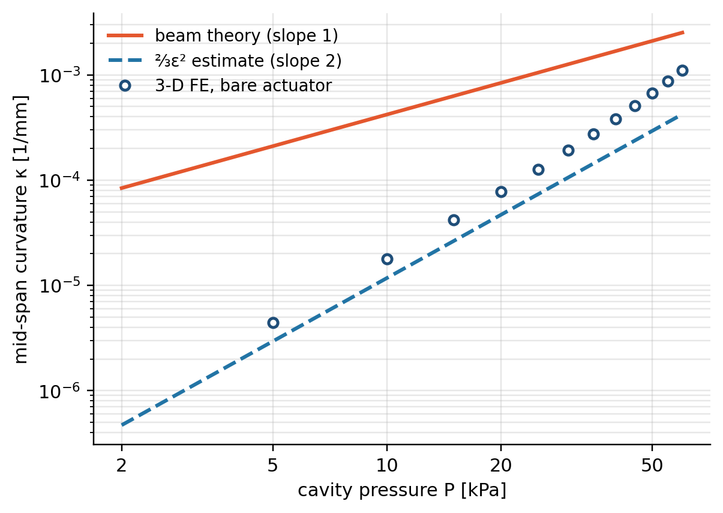 beam theory (slope 1)
⅔ε² estimate (slope 2)
3-D FE, bare actuator
mid-span curvature κ [1/mm]
10⁻³
10⁻⁴
10⁻⁵
10⁻⁶
2 5 10 20 50
cavity pressure P [kPa]